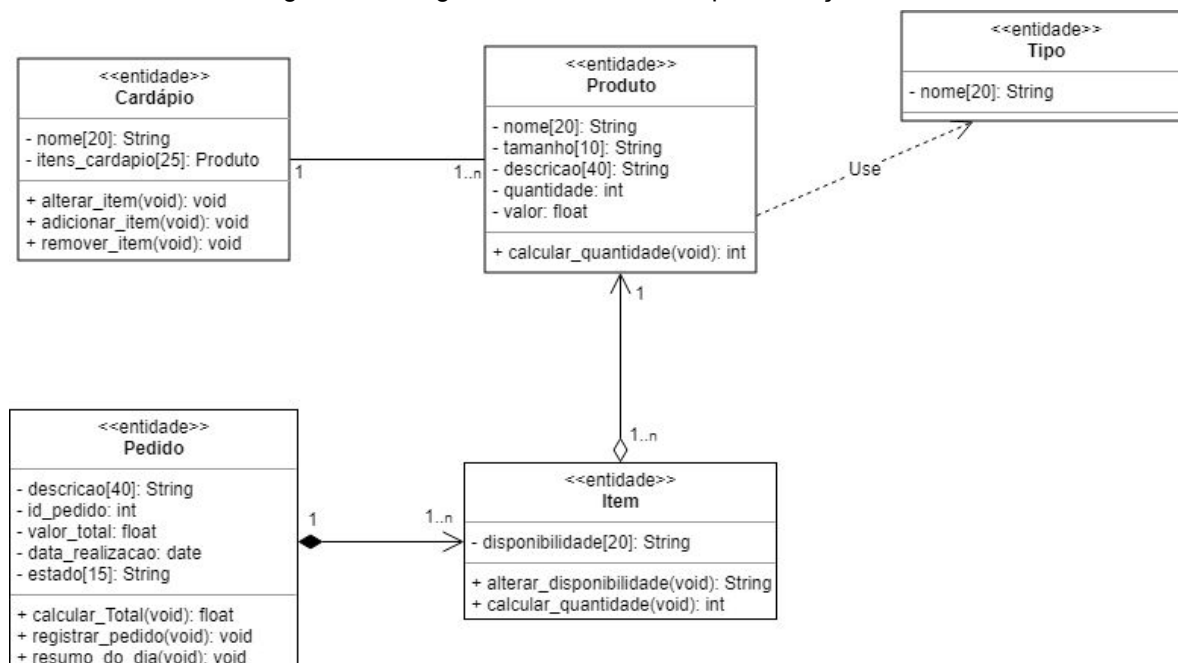 <<entidade>>
Cardápio
- nome[20]: String
- itens_cardapio[25]: Produto
+ alterar_item(void): void
+ adicionar_item(void): void
+ remover_item(void): void
1
1..n
<<entidade>>
Produto
- nome[20]: String
- tamanho[10]: String
- descricao[40]: String
- quantidade: int
- valor: float
+ calcular_quantidade(void): int
Use
<<entidade>>
Tipo
- nome[20]: String
1
1..n
<<entidade>>
Pedido
- descricao[40]: String
- id_pedido: int
- valor_total: float
- data_realizacao: date
- estado[15]: String
+ calcular_Total(void): float
+ registrar_pedido(void): void
+ resumo_do_dia(void): void
1
1..n
<<entidade>>
Item
- disponibilidade[20]: String
+ alterar_disponibilidade(void): String
+ calcular_quantidade(void): int